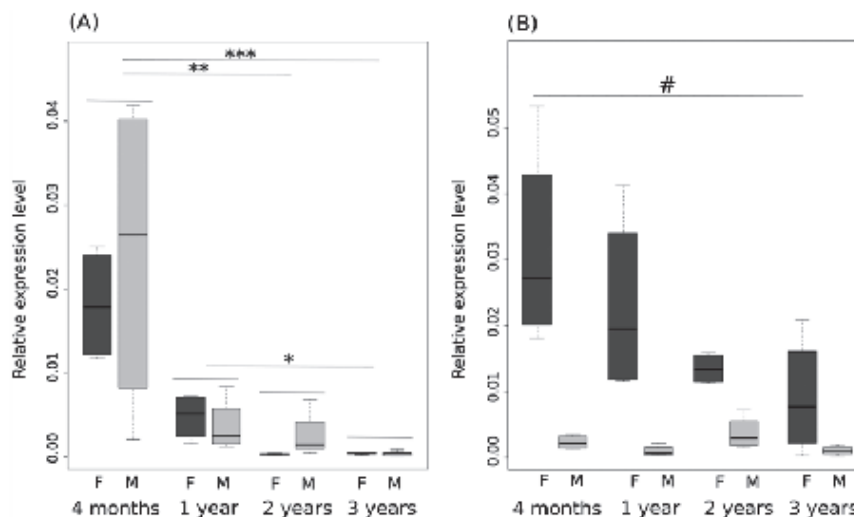 (A)
***
**
*
Relative expression level
0.04
0.03
0.02
0.01
0.00
F M F M F M F M
4 months 1 year 2 years 3 years
(B)
#
Relative expression level
0.05
0.04
0.03
0.02
0.01
0.00
F M F M F M F M
4 months 1 year 2 years 3 years